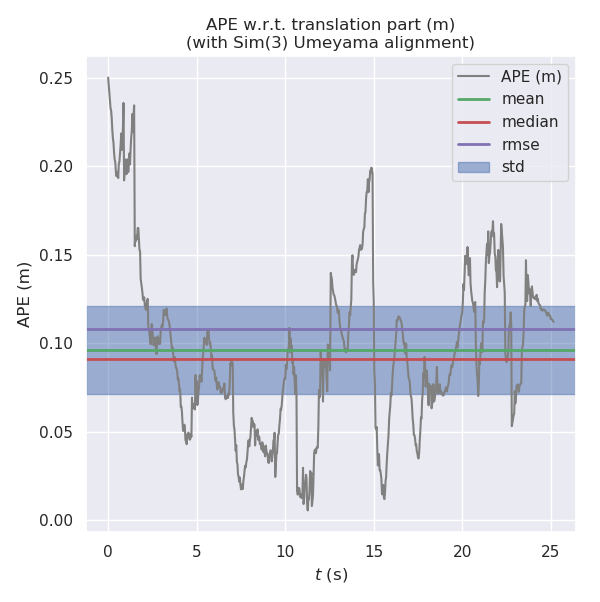 APE w.r.t. translation part (m)
(with Sim(3) Umeyama alignment)
APE (m)
mean
median
rmse
std
APE (m)
0.25
0.20
0.15
0.10
0.05
0.00
0
5
10
15
20
25
t (s)